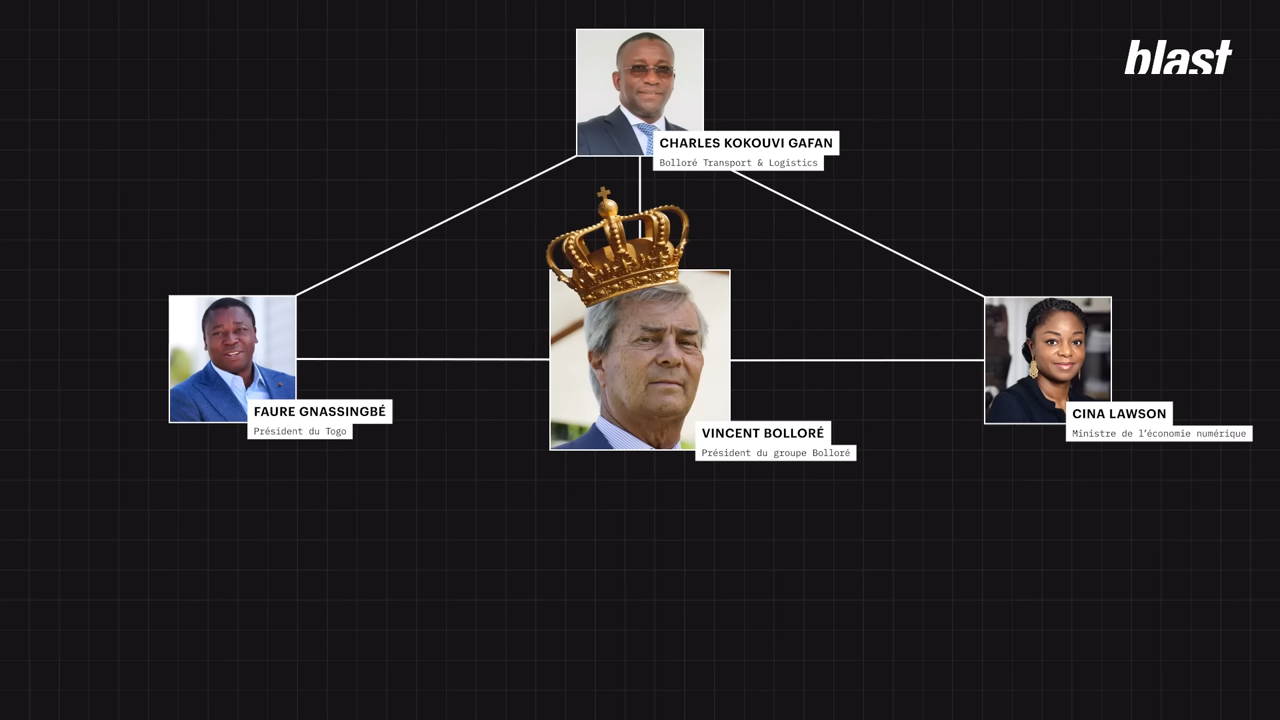 blast
CHARLES KOKOUVI GAFAN
Bolloré Transport & Logistics
FAURE GNASSINGBÉ
Président du Togo
VINCENT BOLLORÉ
Président du groupe Bolloré
CINA LAWSON
Ministre de l'économie numérique